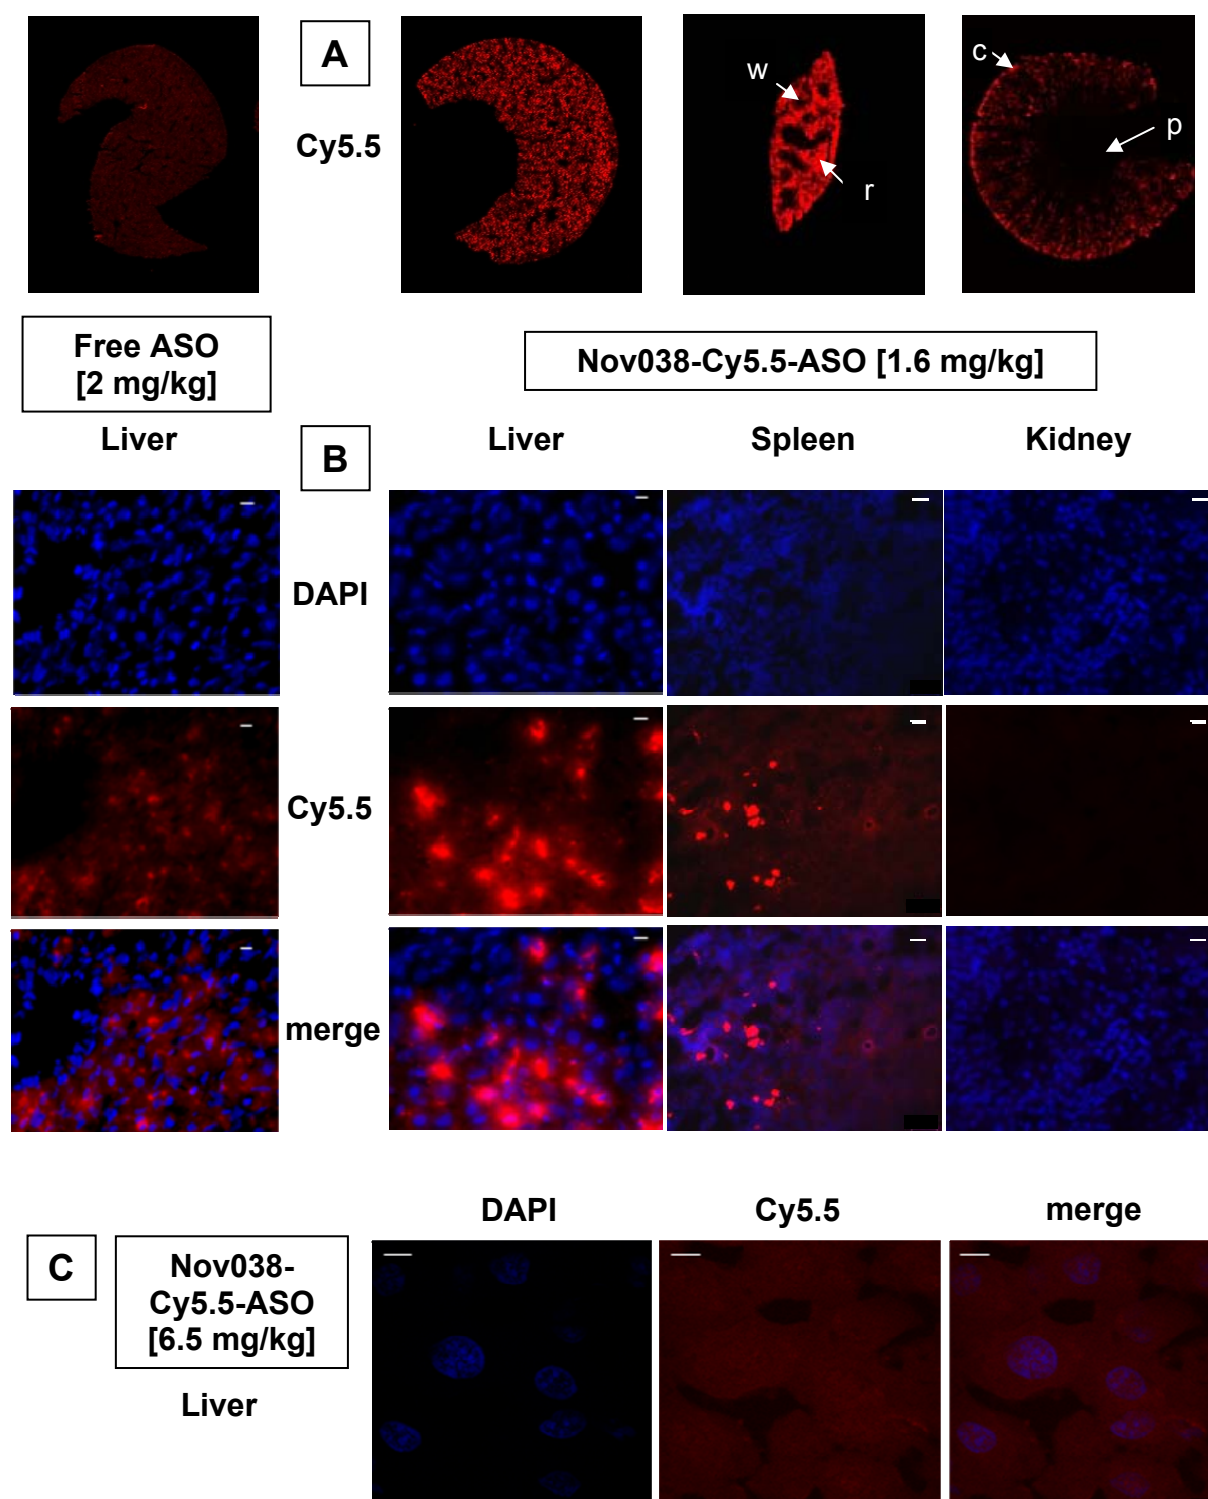 A
Cy5.5
w
r
c
p
Free ASO
[2 mg/kg]
Nov038-Cy5.5-ASO [1.6 mg/kg]
Liver
B
Liver
Spleen
Kidney
DAPI
Cy5.5
merge
DAPI
Cy5.5
merge
C
Nov038-
Cy5.5-ASO
[6.5 mg/kg]
Liver